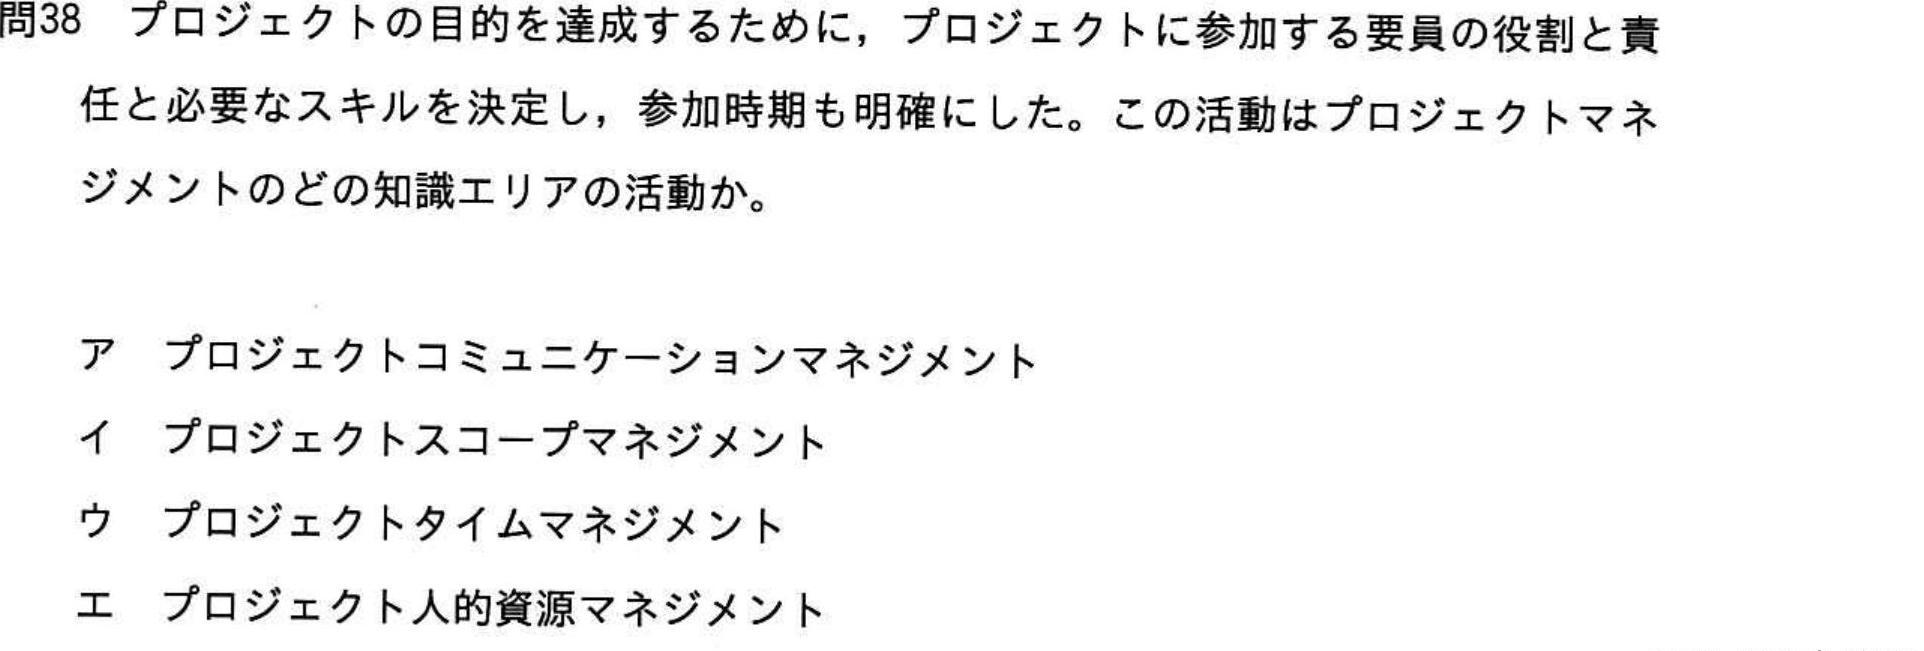 問38 プロジェクトの目的を達成するために，プロジェクトに参加する要員の役割と責
任と必要なスキルを決定し，参加時期も明確にした。この活動はプロジェクトマネ
ジメントのどの知識エリアの活動か。
ア プロジェクトコミュニケーションマネジメント
イ プロジェクトスコープマネジメント
ウ プロジェクトタイムマネジメント
エ プロジェクト人的資源マネジメント